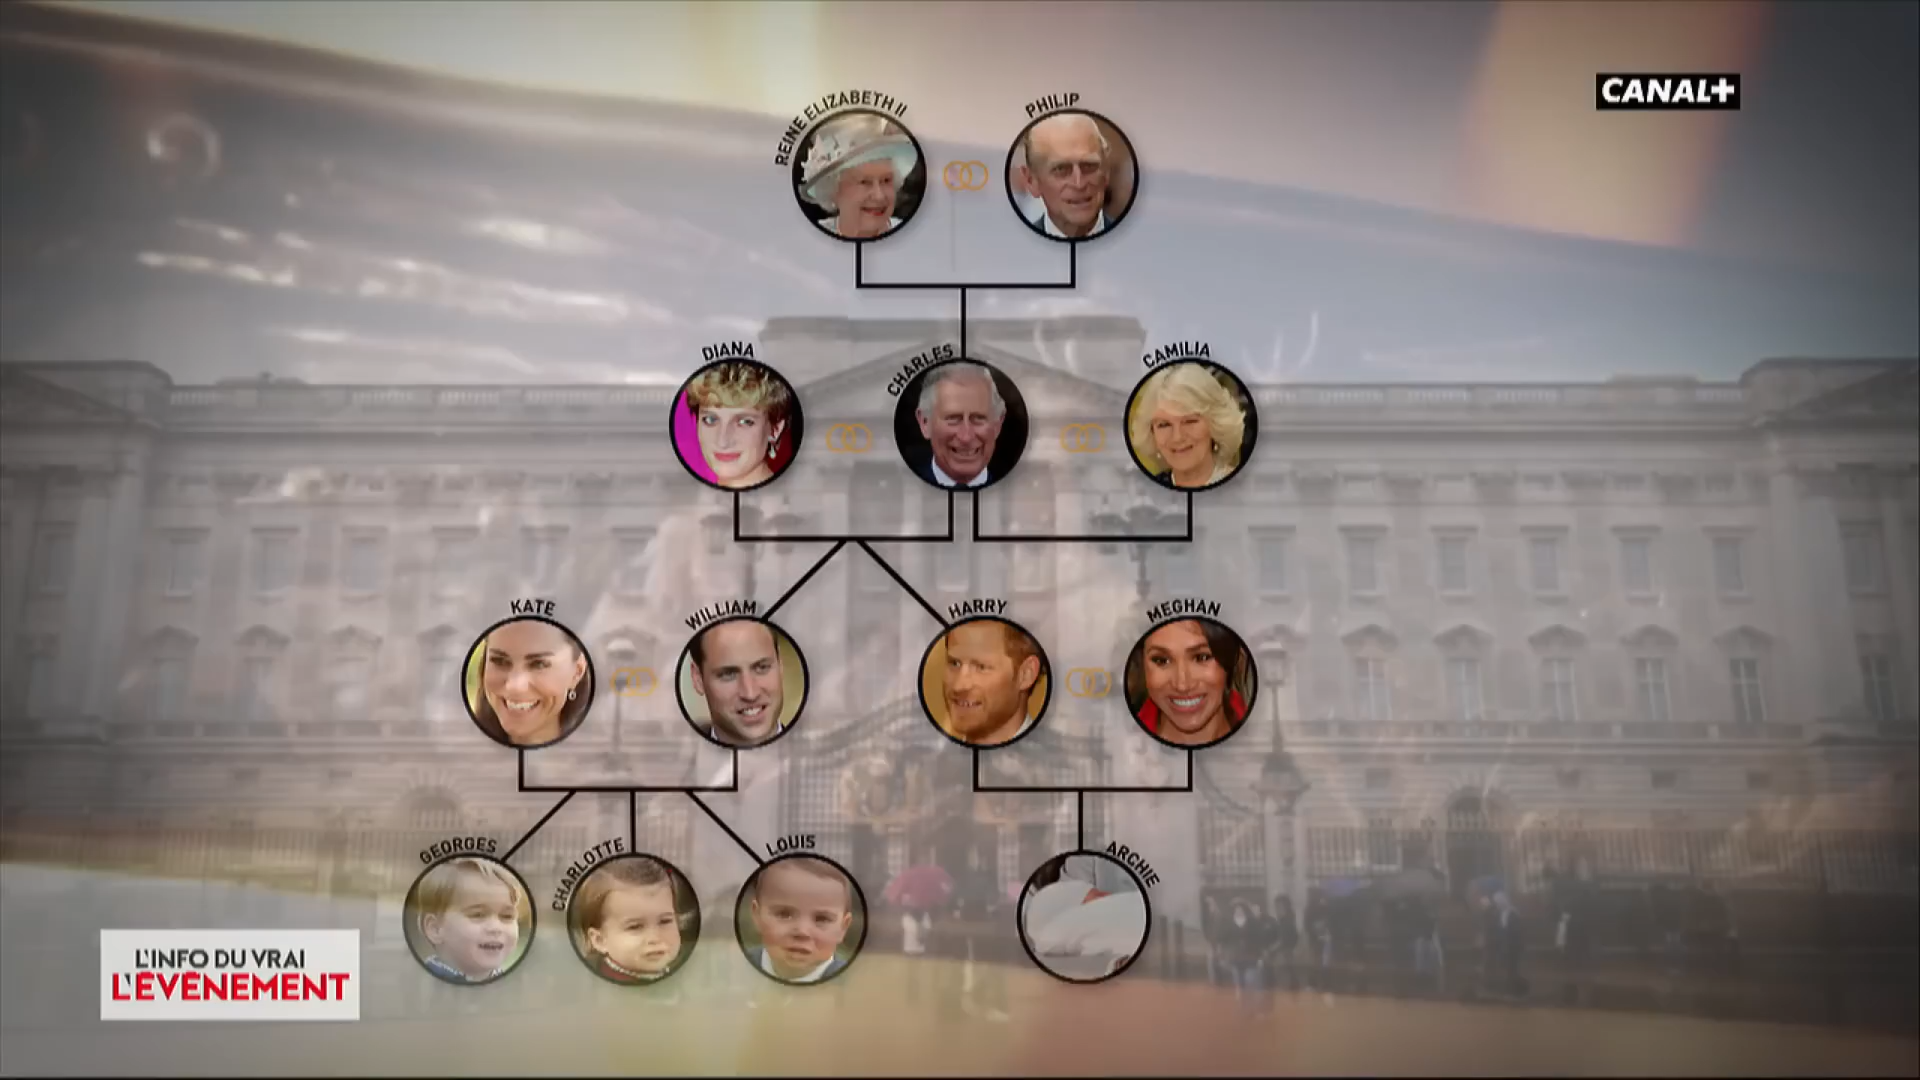 CANAL+
REINE ELIZABETH II
PHILIP
DIANA
CHARLES
CAMILIA
KATE
WILLIAM
HARRY
MEGHAN
GEORGES
CHARLOTTE
LOUIS
ARCHIE
L'INFO DU VRAI
L'ÉVÉNEMENT